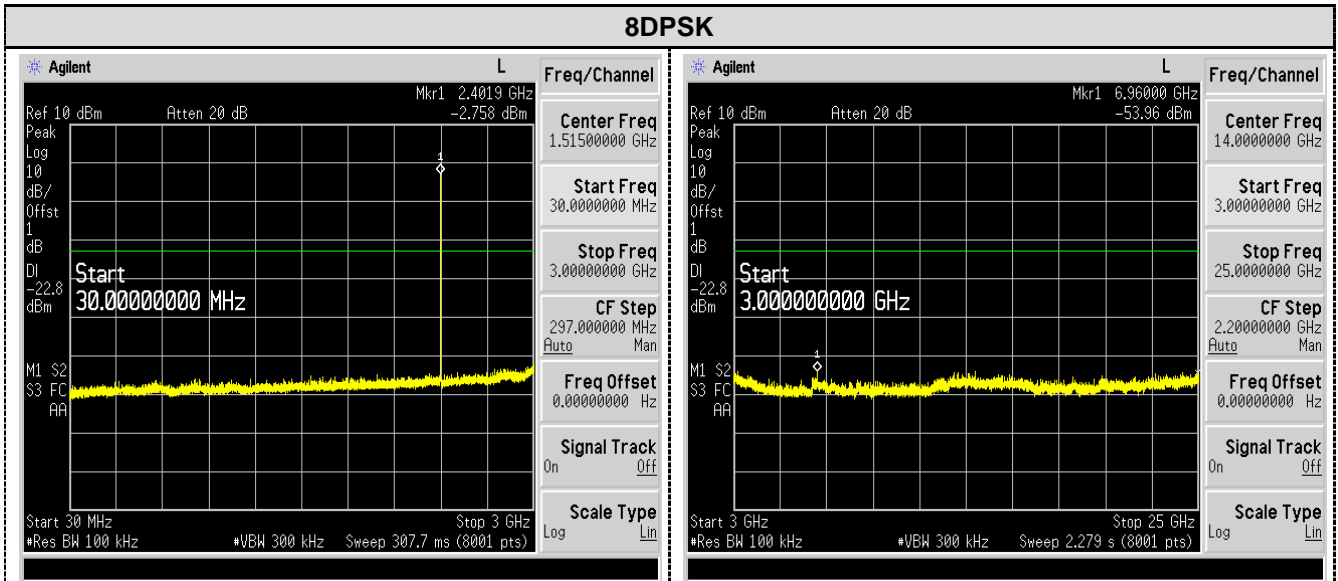 8DPSK
Agilent L
Mkr1 2.4019 GHz
Ref 10 dBm Atten 20 dB -2.758 dBm
Peak
Log
10
dB/
Offst
1
dB
DI
-22.8
dBm
M1 S2
S3 FC
AA
1
Start
30.00000000 MHz
Start 30 MHz Stop 3 GHz
#Res BW 100 kHz #VBW 300 kHz Sweep 307.7 ms (8001 pts)
Freq/Channel
Center Freq
1.51500000 GHz
Start Freq
30.0000000 MHz
Stop Freq
3.00000000 GHz
CF Step
297.000000 MHz
Auto Man
Freq Offset
0.00000000 Hz
Signal Track
On Off
Scale Type
Log Lin
Agilent L
Mkr1 6.96000 GHz
Ref 10 dBm Atten 20 dB -53.96 dBm
Peak
Log
10
dB/
Offst
1
dB
DI
-22.8
dBm
M1 S2
S3 FC
AA
1
Start
3.000000000 GHz
Start 3 GHz Stop 25 GHz
#Res BW 100 kHz #VBW 300 kHz Sweep 2.279 s (8001 pts)
Freq/Channel
Center Freq
14.0000000 GHz
Start Freq
3.00000000 GHz
Stop Freq
25.0000000 GHz
CF Step
2.20000000 GHz
Auto Man
Freq Offset
0.00000000 Hz
Signal Track
On Off
Scale Type
Log Lin